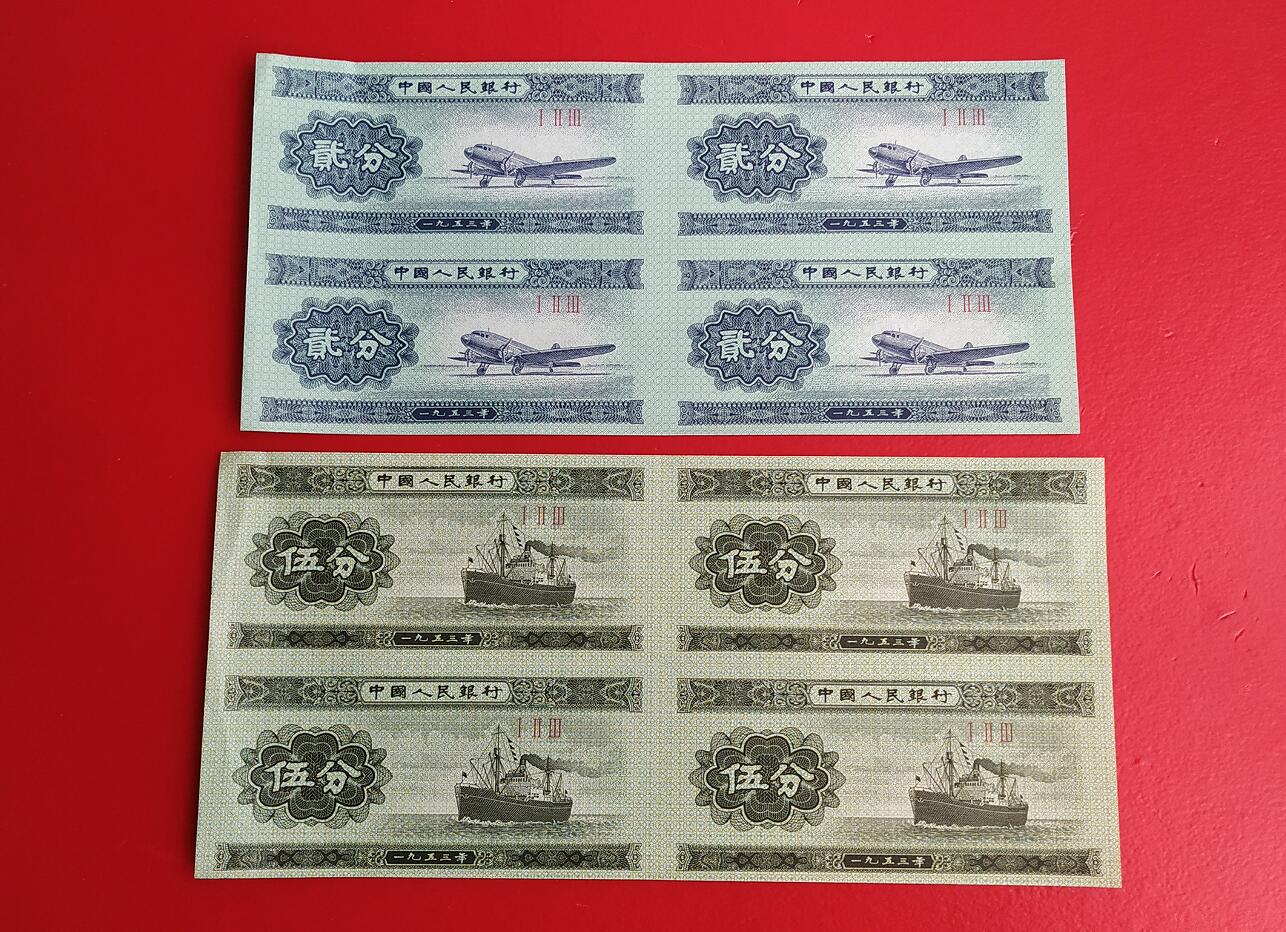 中國人民銀行
I II III
貳分
一九五三年
中國人民銀行
I II III
貳分
一九五三年
中國人民銀行
I II III
貳分
一九五三年
中國人民銀行
I II III
貳分
一九五三年
中國人民銀行
I II III
伍分
一九五三年
中國人民銀行
I II III
伍分
一九五三年
中國人民銀行
I II III
伍分
一九五三年
中國人民銀行
I II III
伍分
一九五三年